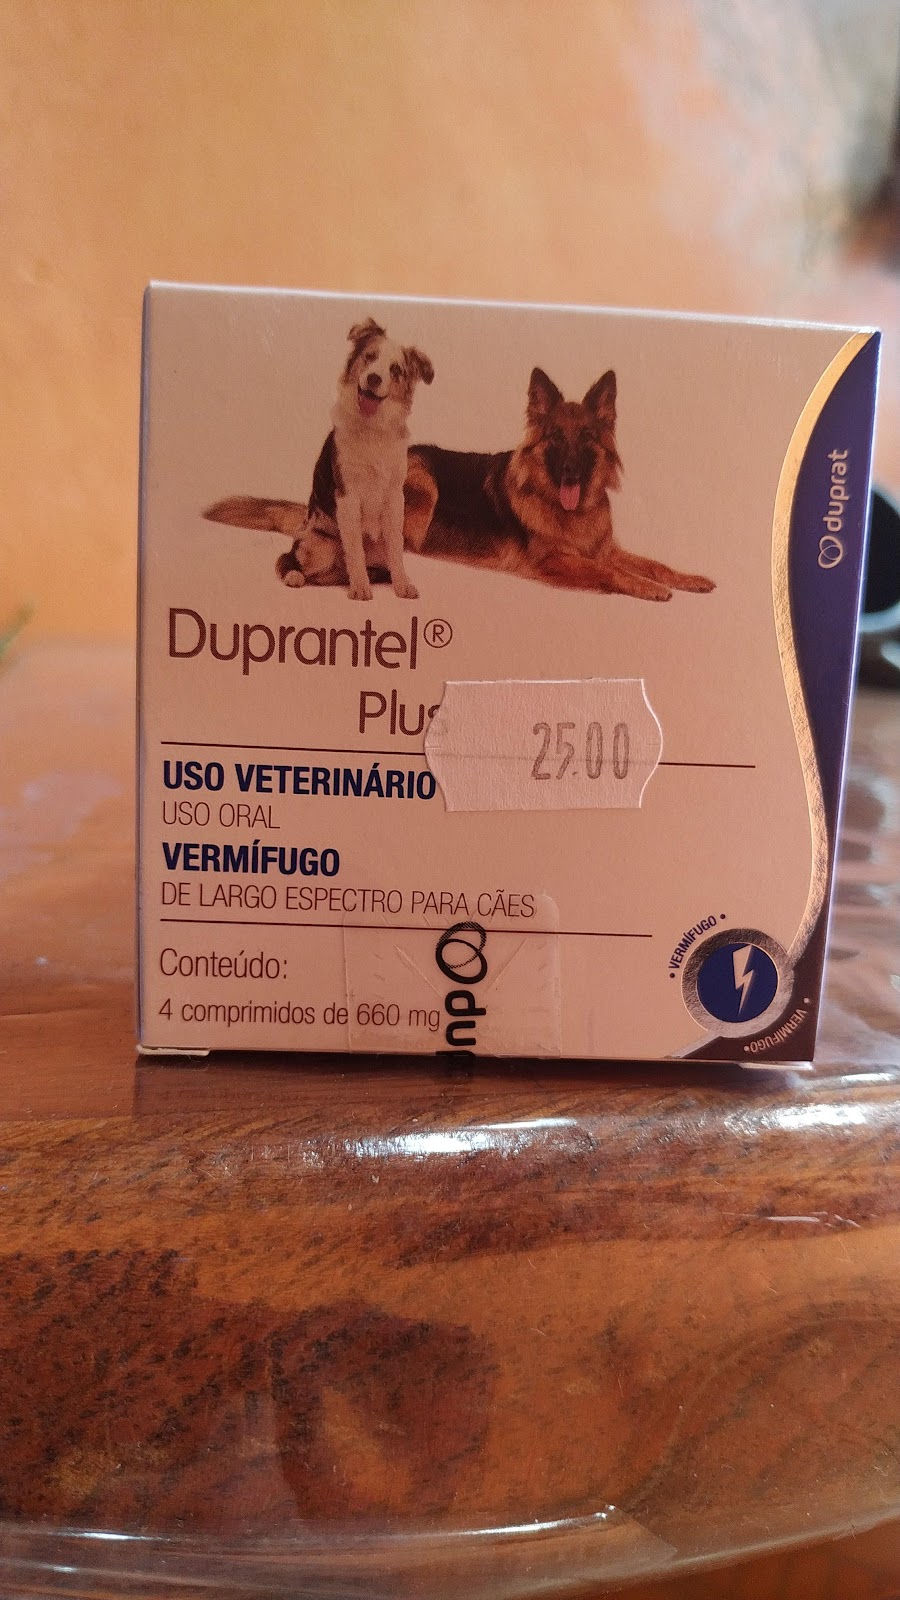 duprat
Duprantel®
Plus
25.00
USO VETERINÁRIO
USO ORAL
VERMÍFUGO
DE LARGO ESPECTRO PARA CÃES
Conteúdo:
4 comprimidos de 660 mg
dup
• VERMÍFUGO •
• VERMÍFUGO •